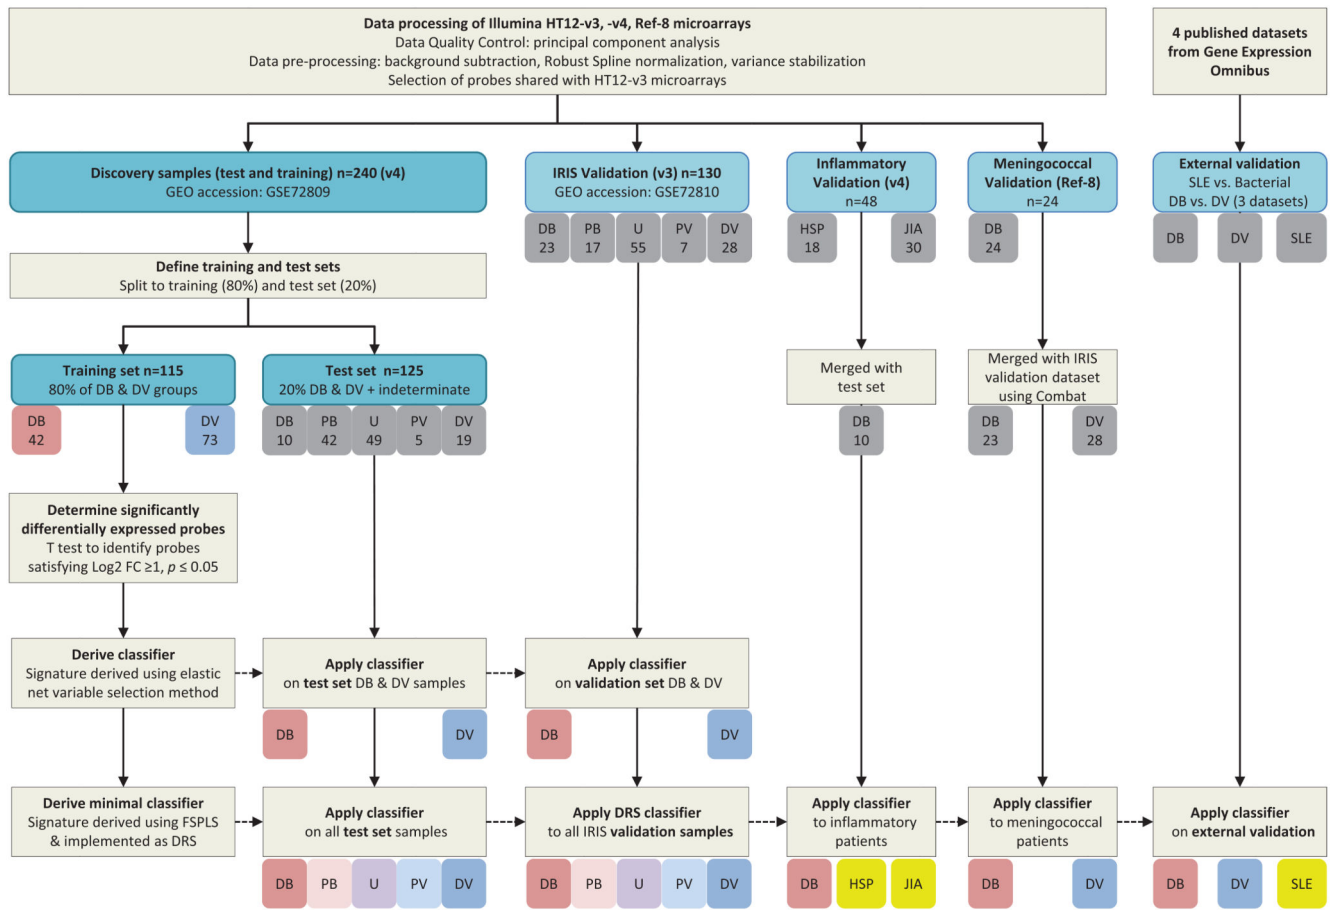 Data processing of Illumina HT12-v3, -v4, Ref-8 microarrays
Data Quality Control: principal component analysis
Data pre-processing: background subtraction, Robust Spline normalization, variance stabilization
Selection of probes shared with HT12-v3 microarrays
4 published datasets
from Gene Expression
Omnibus
Discovery samples (test and training) n=240 (v4)
GEO accession: GSE72809
IRIS Validation (v3) n=130
GEO accession: GSE72810
DB PB U PV DV
23 17 55 7 28
Inflammatory
Validation (v4)
n=48
HSP JIA
18 30
Meningococcal
Validation (Ref-8)
n=24
DB
24
External validation
SLE vs. Bacterial
DB vs. DV (3 datasets)
DB DV SLE
Define training and test sets
Split to training (80%) and test set (20%)
Training set n=115
80% of DB & DV groups
DB DV
42 73
Test set n=125
20% DB & DV + indeterminate
DB PB U PV DV
10 42 49 5 19
Merged with
test set
DB
10
Merged with IRIS
validation dataset
using Combat
DB DV
23 28
Determine significantly
differentially expressed probes
T test to identify probes
satisfying Log2 FC ≥1, p ≤ 0.05
Derive classifier
Signature derived using elastic
net variable selection method
Apply classifier
on test set DB & DV samples
DB DV
Apply classifier
on validation set DB & DV
DB DV
Derive minimal classifier
Signature derived using FSPLS
& implemented as DRS
Apply classifier
on all test set samples
DB PB U PV DV
Apply DRS classifier
to all IRIS validation samples
DB PB U PV DV
Apply classifier
to inflammatory
patients
DB HSP JIA
Apply classifier
to meningococcal
patients
DB DV
Apply classifier
on external validation
DB DV SLE